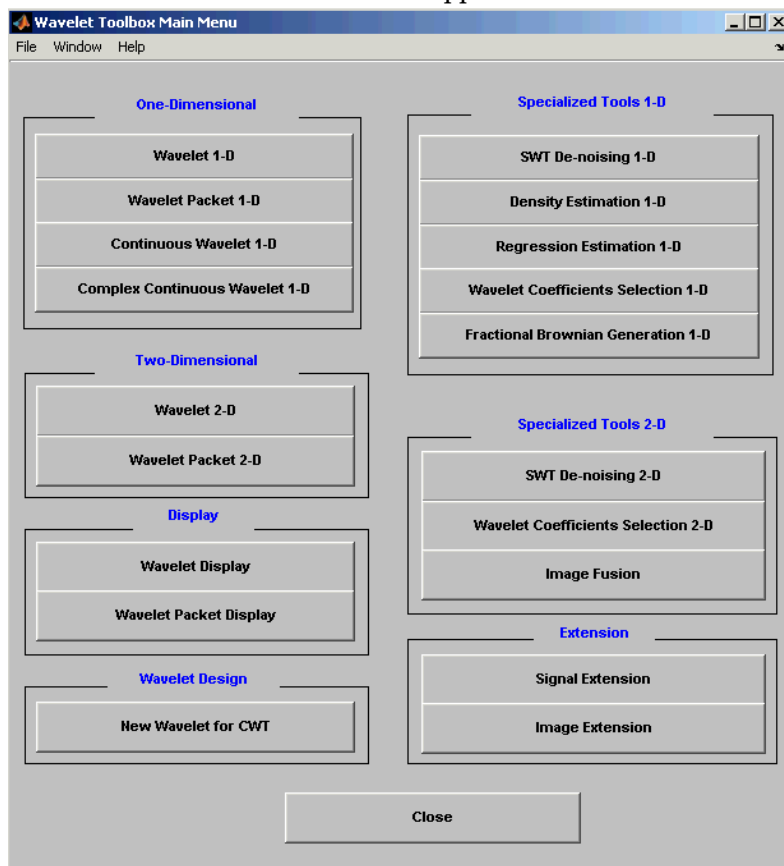 Wavelet Toolbox Main Menu
File Window Help
One-Dimensional
Wavelet 1-D
Wavelet Packet 1-D
Continuous Wavelet 1-D
Complex Continuous Wavelet 1-D
Two-Dimensional
Wavelet 2-D
Wavelet Packet 2-D
Display
Wavelet Display
Wavelet Packet Display
Wavelet Design
New Wavelet for CWT
Specialized Tools 1-D
SWT De-noising 1-D
Density Estimation 1-D
Regression Estimation 1-D
Wavelet Coefficients Selection 1-D
Fractional Brownian Generation 1-D
Specialized Tools 2-D
SWT De-noising 2-D
Wavelet Coefficients Selection 2-D
Image Fusion
Extension
Signal Extension
Image Extension
Close